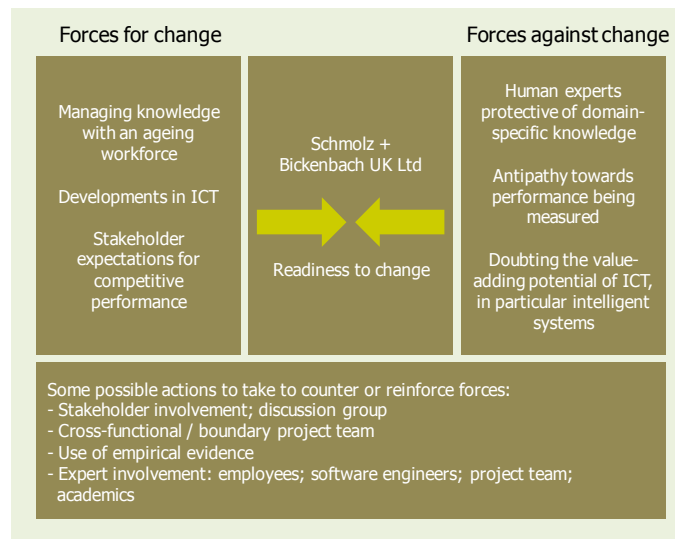 Forces for change
Forces against change
Managing knowledge
with an ageing
workforce
Developments in ICT
Stakeholder
expectations for
competitive
performance
Schmolz +
Bickenbach UK Ltd
Readiness to change
Human experts
protective of domain-
specific knowledge
Antipathy towards
performance being
measured
Doubting the value-
adding potential of ICT,
in particular intelligent
systems
Some possible actions to take to counter or reinforce forces:
- Stakeholder involvement; discussion group
- Cross-functional / boundary project team
- Use of empirical evidence
- Expert involvement: employees; software engineers; project team;
academics